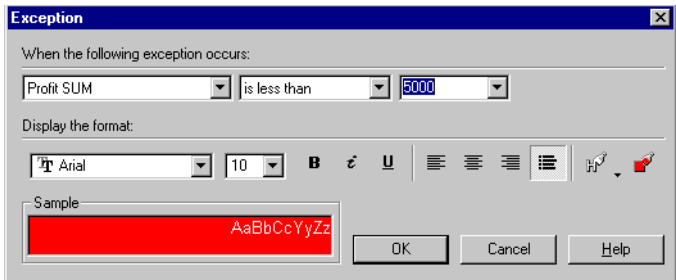 Exception
When the following exception occurs:
Profit SUM is less than 5000
Display the format:
Arial 10 B i U
Sample
AaBbCcYyZz
OK Cancel Help